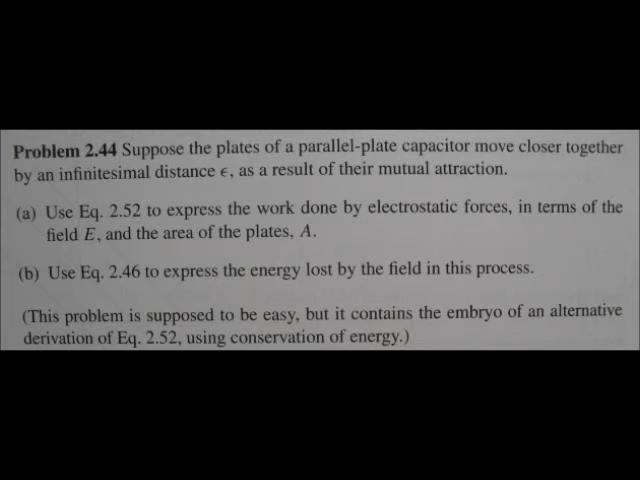 Problem 2.44 Suppose the plates of a parallel-plate capacitor move closer together
by an infinitesimal distance ϵ, as a result of their mutual attraction.
(a) Use Eq. 2.52 to express the work done by electrostatic forces, in terms of the
field E, and the area of the plates, A.
(b) Use Eq. 2.46 to express the energy lost by the field in this process.
(This problem is supposed to be easy, but it contains the embryo of an alternative
derivation of Eq. 2.52, using conservation of energy.)